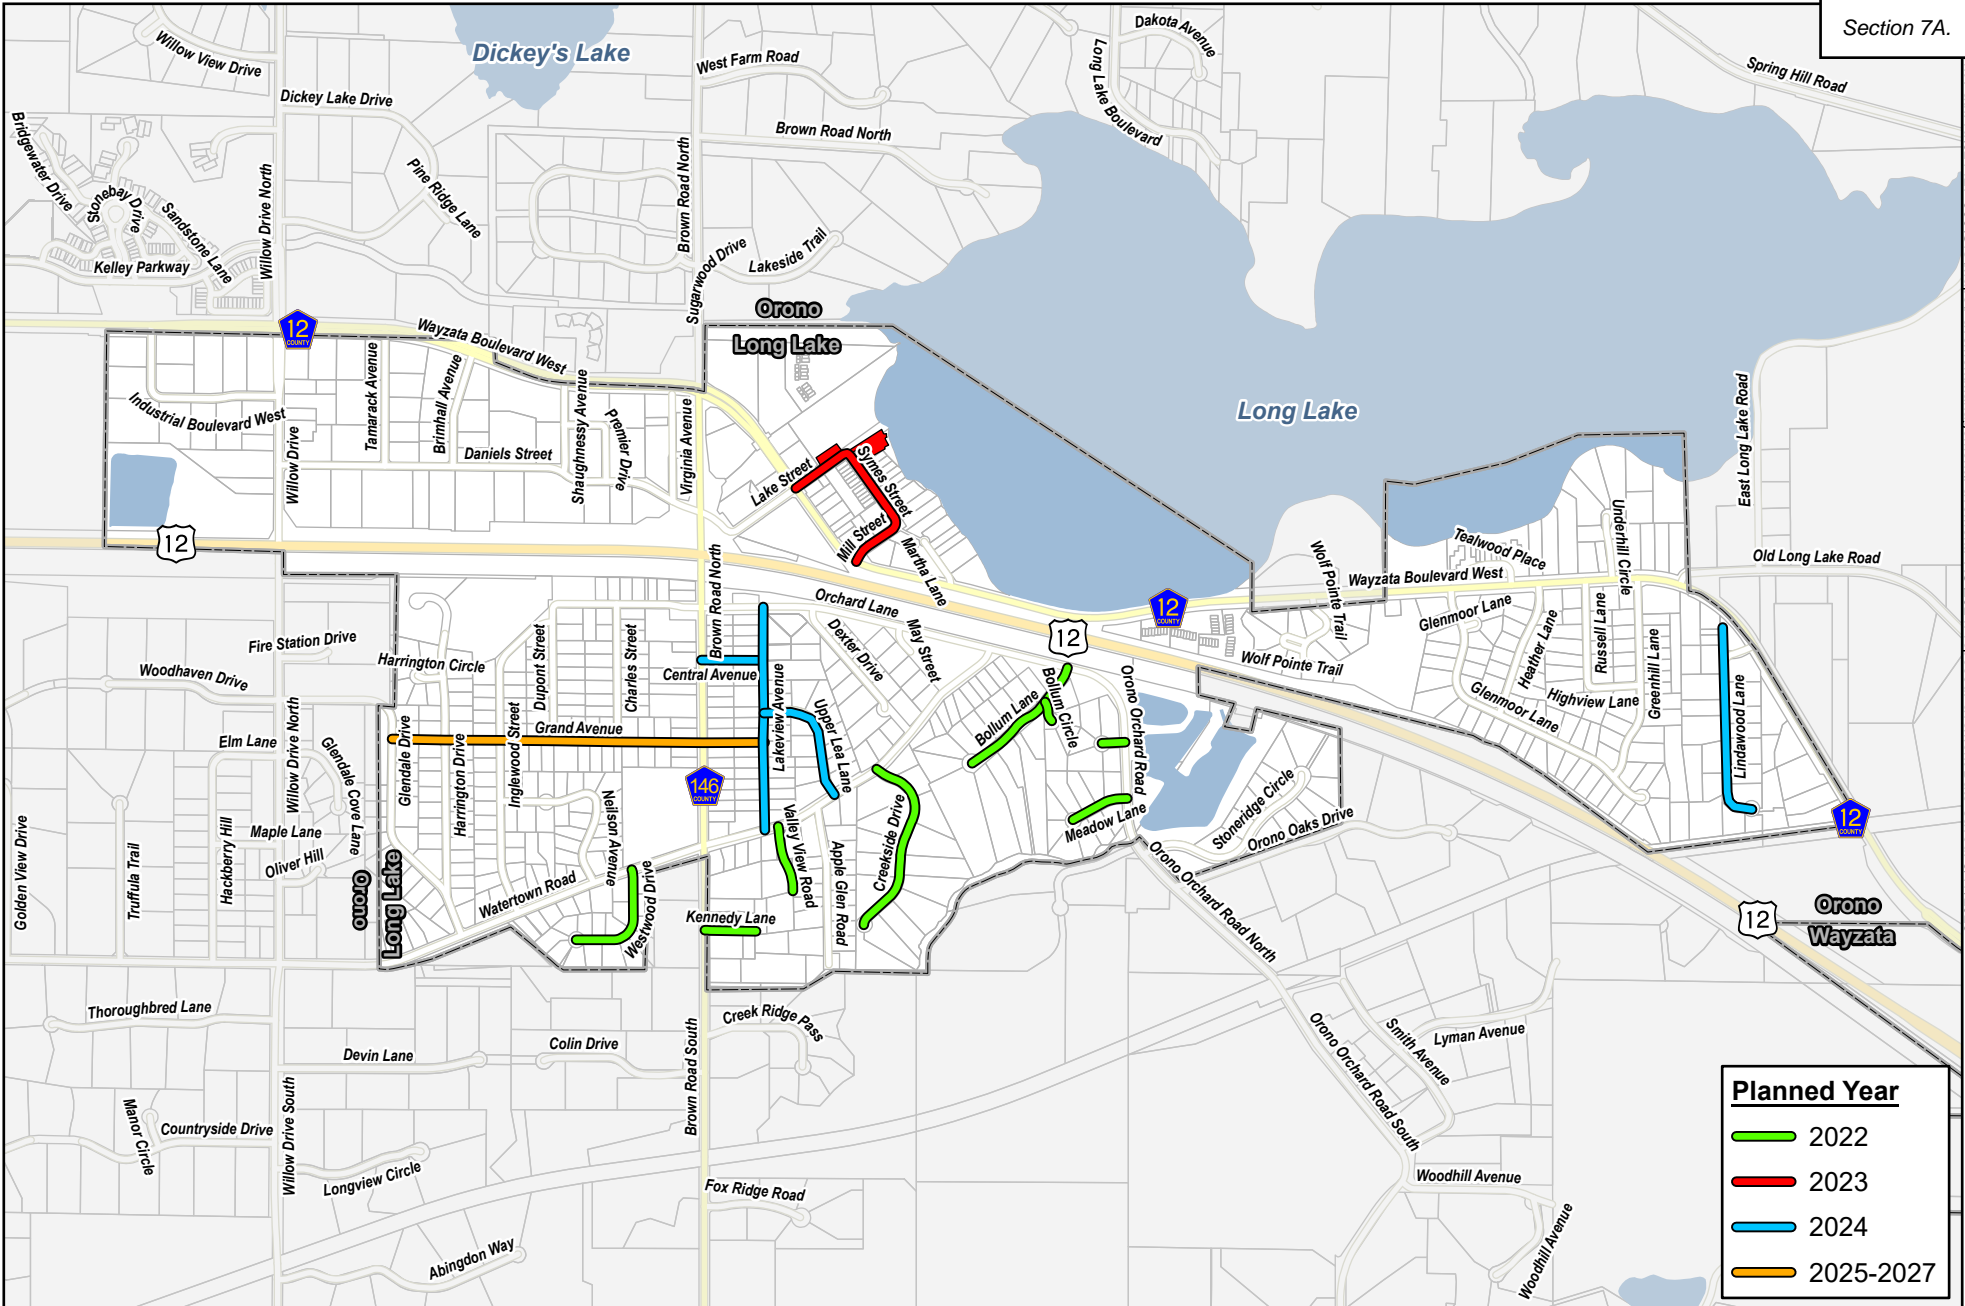 Section 7A.
Dakota Avenue
Willow View Drive
Dickey's Lake
West Farm Road
Long Lake Boulevard
Spring Hill Road
Dickey Lake Drive
Bridgewater Drive
Brown Road North
Brown Road North
Pine Ridge Lane
Stonebay Drive
Sandstone Lane
Willow Drive North
Kelley Parkway
Sugarwood Drive
Lakeside Trail
Orono
Long Lake
12
COUNTY
Wayzata Boulevard West
Long Lake
Industrial Boulevard West
Tamarack Avenue
Brimhall Avenue
Shaughnessy Avenue
Premier Drive
Virginia Avenue
East Long Lake Road
Daniels Street
Willow Drive
Lake Street
Symes Street
Mill Street
Martha Lane
12
Underhill Circle
Tealwood Place
Old Long Lake Road
Wolf Pointe Trail
Wayzata Boulevard West
Brown Road North
Orchard Lane
12
COUNTY
12
Wolf Pointe Trail
Glenmoor Lane
Heather Lane
Russell Lane
Greenhill Lane
Highview Lane
Glenmoor Lane
Lindawood Lane
Fire Station Drive
Woodhaven Drive
Harrington Circle
Dupont Street
Charles Street
Central Avenue
Dexter Drive
May Street
Lakeview Avenue
Upper Lea Lane
Bollum Lane
Bollum Circle
Orono Orchard Road
Elm Lane
Willow Drive North
Glendale Cove Lane
Glendale Drive
Harrington Drive
Inglewood Street
Grand Avenue
146
COUNTY
Neilson Avenue
Golden View Drive
Truffula Trail
Hackberry Hill
Maple Lane
Oliver Hill
Orono
Long Lake
Watertown Road
Westwood Drive
Valley View Road
Apple Glen Road
Creekside Drive
Kennedy Lane
Meadow Lane
Stoneridge Circle
Orono Oaks Drive
12
COUNTY
Orono Orchard Road North
12
Orono
Wayzata
Thoroughbred Lane
Creek Ridge Pass
Devin Lane
Colin Drive
Brown Road South
Smith Avenue
Lyman Avenue
Orono Orchard Road South
Manor Circle
Countryside Drive
Willow Drive South
Longview Circle
Fox Ridge Road
Woodhill Avenue
Woodhill Avenue
Abingdon Way
Planned Year
2022
2023
2024
2025-2027